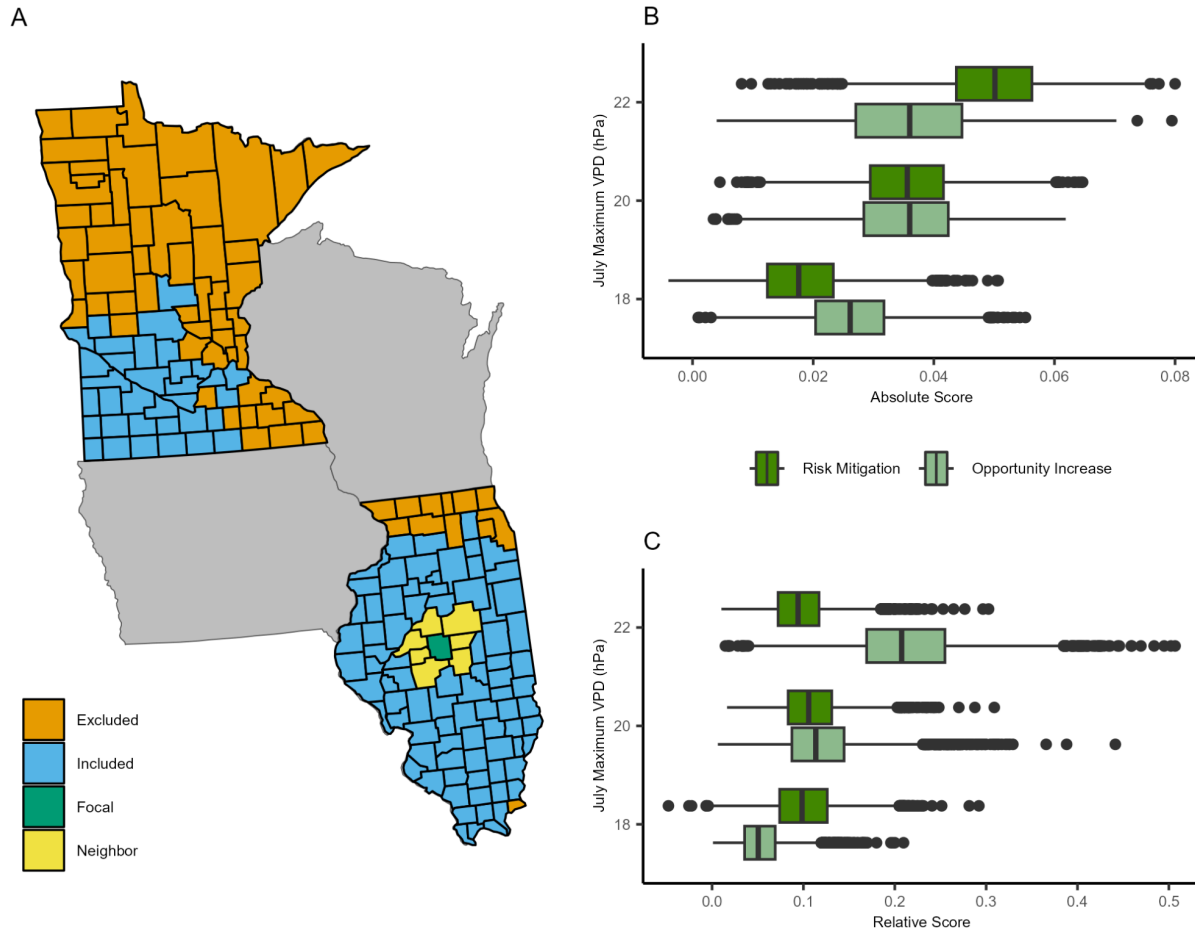 A
Excluded
Included
Focal
Neighbor
B
July Maximum VPD (hPa)
22
20
18
0.00
0.02
0.04
0.06
0.08
Absolute Score
Risk Mitigation
Opportunity Increase
C
July Maximum VPD (hPa)
22
20
18
0.0
0.1
0.2
0.3
0.4
0.5
Relative Score